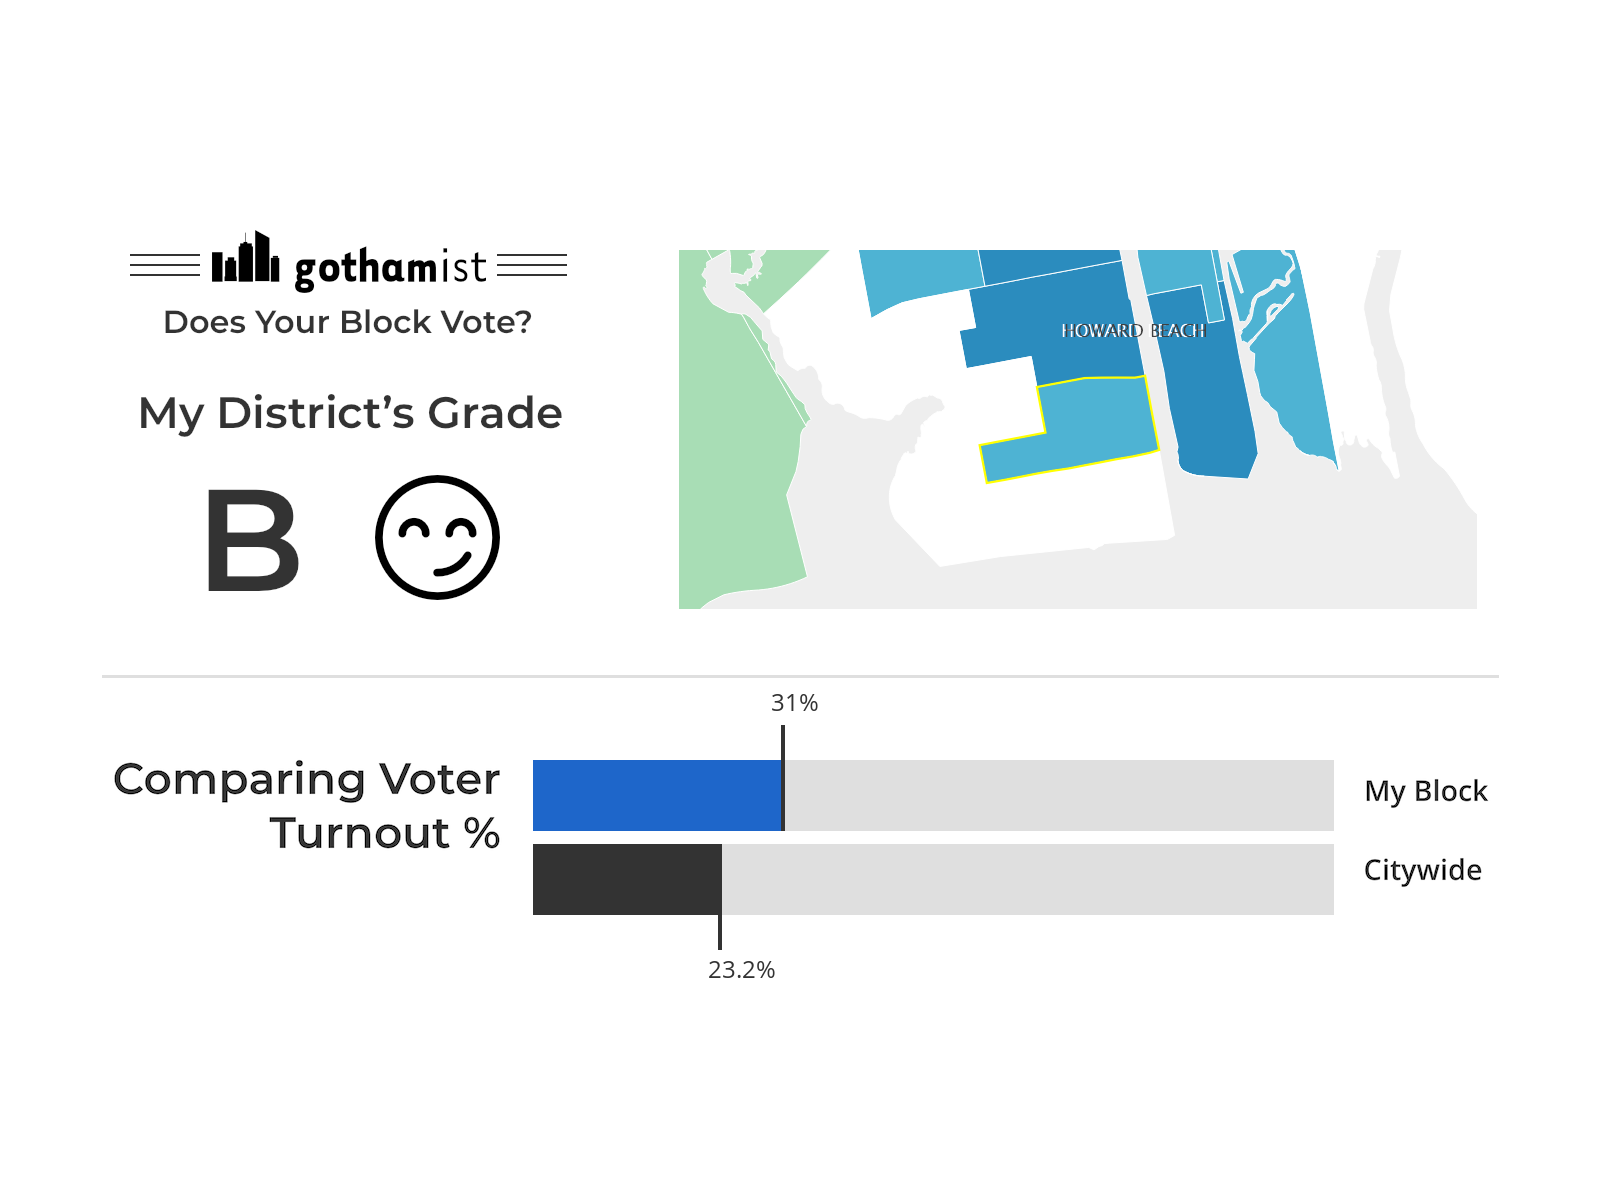 gothamist
Does Your Block Vote?
My District’s Grade
B
HOWARD BEACH
31%
Comparing Voter
Turnout %
My Block
Citywide
23.2%